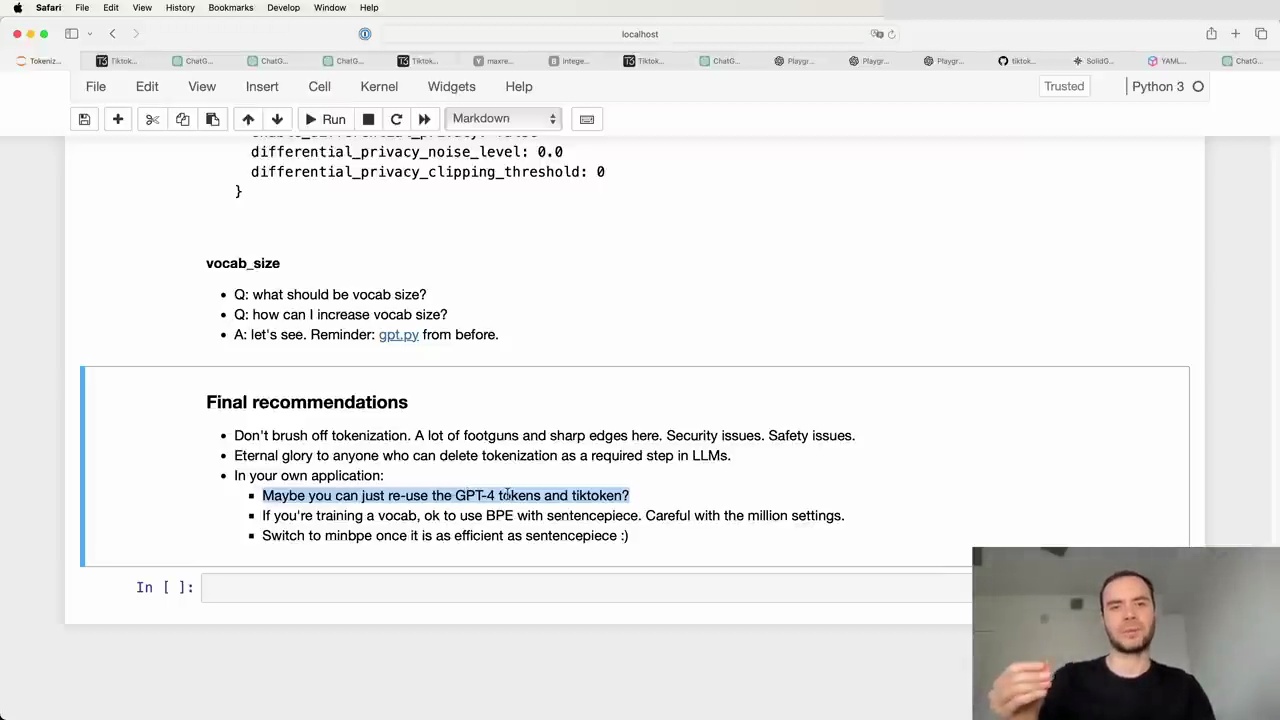 Safari File Edit View History Bookmarks Develop Window Help
localhost
Tokeniz... Tiktok... ChatG... ChatG... ChatG... Tiktok... maxre... intege... Tiktok... ChatG... Playgr... Playgr... Playgr... tiktok... SolidG... YAML... ChatG...
File Edit View Insert Cell Kernel Widgets Help Trusted Python 3
Run Markdown
differential_privacy_noise_level: 0.0
differential_privacy_clipping_threshold: 0
}
vocab_size
• Q: what should be vocab size?
• Q: how can I increase vocab size?
• A: let's see. Reminder: gpt.py from before.
Final recommendations
• Don't brush off tokenization. A lot of footguns and sharp edges here. Security issues. Safety issues.
• Eternal glory to anyone who can delete tokenization as a required step in LLMs.
• In your own application:
▪ Maybe you can just re-use the GPT-4 tokens and tiktoken?
▪ If you're training a vocab, ok to use BPE with sentencepiece. Careful with the million settings.
▪ Switch to minbpe once it is as efficient as sentencepiece :)
In [ ]: